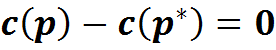 c(p) − c(p*) = 0